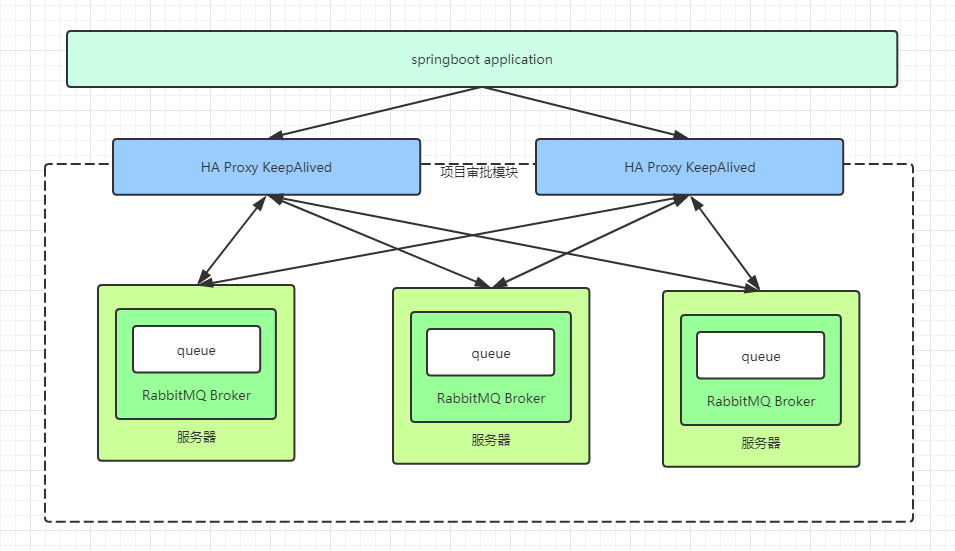 springboot application
HA Proxy KeepAlived
HA Proxy KeepAlived
项目审批模块
queue
RabbitMQ Broker
服务器
queue
RabbitMQ Broker
服务器
queue
RabbitMQ Broker
服务器